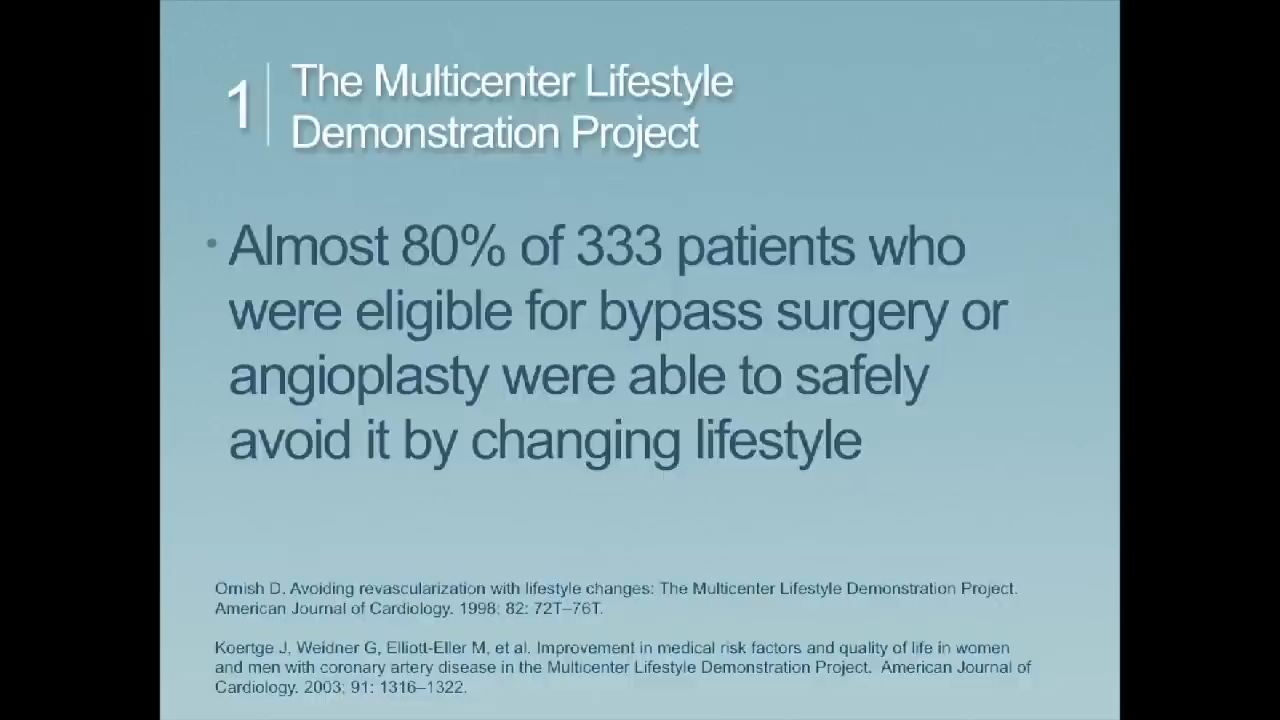 1
The Multicenter Lifestyle
Demonstration Project
• Almost 80% of 333 patients who
were eligible for bypass surgery or
angioplasty were able to safely
avoid it by changing lifestyle
Ornish D. Avoiding revascularization with lifestyle changes: The Multicenter Lifestyle Demonstration Project.
American Journal of Cardiology. 1998; 82: 72T–76T.
Koertge J, Weidner G, Elliott-Eller M, et al. Improvement in medical risk factors and quality of life in women
and men with coronary artery disease in the Multicenter Lifestyle Demonstration Project. American Journal of
Cardiology. 2003; 91: 1316–1322.